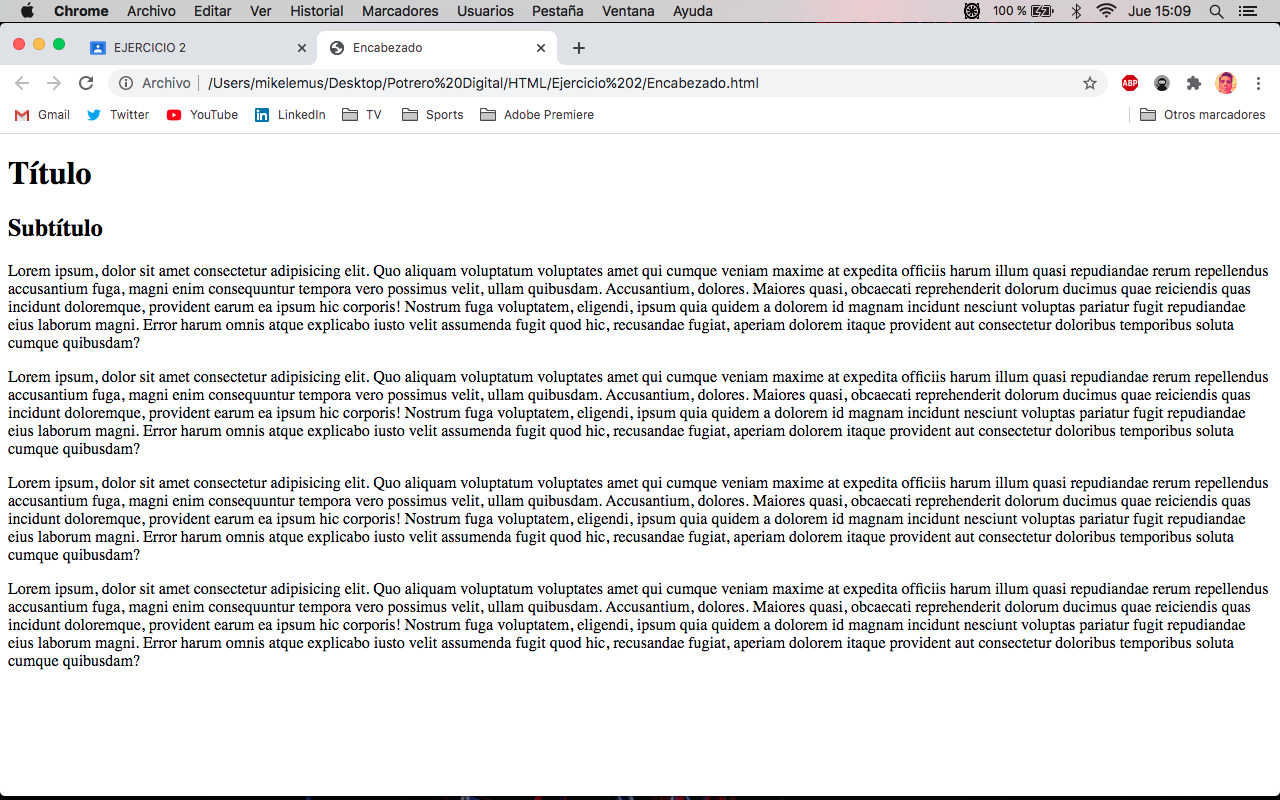 Chrome Archivo Editar Ver Historial Marcadores Usuarios Pestaña Ventana Ayuda 100 % Jue 15:09
EJERCICIO 2 Encabezado
Archivo /Users/mikelemus/Desktop/Potrero%20Digital/HTML/Ejercicio%202/Encabezado.html ABP
Gmail Twitter YouTube LinkedIn TV Sports Adobe Premiere Otros marcadores
Título
Subtítulo
Lorem ipsum, dolor sit amet consectetur adipisicing elit. Quo aliquam voluptatum voluptates amet qui cumque veniam maxime at expedita officiis harum illum quasi repudiandae rerum repellendus
accusantium fuga, magni enim consequuntur tempora vero possimus velit, ullam quibusdam. Accusantium, dolores. Maiores quasi, obcaecati reprehenderit dolorum ducimus quae reiciendis quas
incidunt doloremque, provident earum ea ipsum hic corporis! Nostrum fuga voluptatem, eligendi, ipsum quia quidem a dolorem id magnam incidunt nesciunt voluptas pariatur fugit repudiandae
eius laborum magni. Error harum omnis atque explicabo iusto velit assumenda fugit quod hic, recusandae fugiat, aperiam dolorem itaque provident aut consectetur doloribus temporibus soluta
cumque quibusdam?
Lorem ipsum, dolor sit amet consectetur adipisicing elit. Quo aliquam voluptatum voluptates amet qui cumque veniam maxime at expedita officiis harum illum quasi repudiandae rerum repellendus
accusantium fuga, magni enim consequuntur tempora vero possimus velit, ullam quibusdam. Accusantium, dolores. Maiores quasi, obcaecati reprehenderit dolorum ducimus quae reiciendis quas
incidunt doloremque, provident earum ea ipsum hic corporis! Nostrum fuga voluptatem, eligendi, ipsum quia quidem a dolorem id magnam incidunt nesciunt voluptas pariatur fugit repudiandae
eius laborum magni. Error harum omnis atque explicabo iusto velit assumenda fugit quod hic, recusandae fugiat, aperiam dolorem itaque provident aut consectetur doloribus temporibus soluta
cumque quibusdam?
Lorem ipsum, dolor sit amet consectetur adipisicing elit. Quo aliquam voluptatum voluptates amet qui cumque veniam maxime at expedita officiis harum illum quasi repudiandae rerum repellendus
accusantium fuga, magni enim consequuntur tempora vero possimus velit, ullam quibusdam. Accusantium, dolores. Maiores quasi, obcaecati reprehenderit dolorum ducimus quae reiciendis quas
incidunt doloremque, provident earum ea ipsum hic corporis! Nostrum fuga voluptatem, eligendi, ipsum quia quidem a dolorem id magnam incidunt nesciunt voluptas pariatur fugit repudiandae
eius laborum magni. Error harum omnis atque explicabo iusto velit assumenda fugit quod hic, recusandae fugiat, aperiam dolorem itaque provident aut consectetur doloribus temporibus soluta
cumque quibusdam?
Lorem ipsum, dolor sit amet consectetur adipisicing elit. Quo aliquam voluptatum voluptates amet qui cumque veniam maxime at expedita officiis harum illum quasi repudiandae rerum repellendus
accusantium fuga, magni enim consequuntur tempora vero possimus velit, ullam quibusdam. Accusantium, dolores. Maiores quasi, obcaecati reprehenderit dolorum ducimus quae reiciendis quas
incidunt doloremque, provident earum ea ipsum hic corporis! Nostrum fuga voluptatem, eligendi, ipsum quia quidem a dolorem id magnam incidunt nesciunt voluptas pariatur fugit repudiandae
eius laborum magni. Error harum omnis atque explicabo iusto velit assumenda fugit quod hic, recusandae fugiat, aperiam dolorem itaque provident aut consectetur doloribus temporibus soluta
cumque quibusdam?